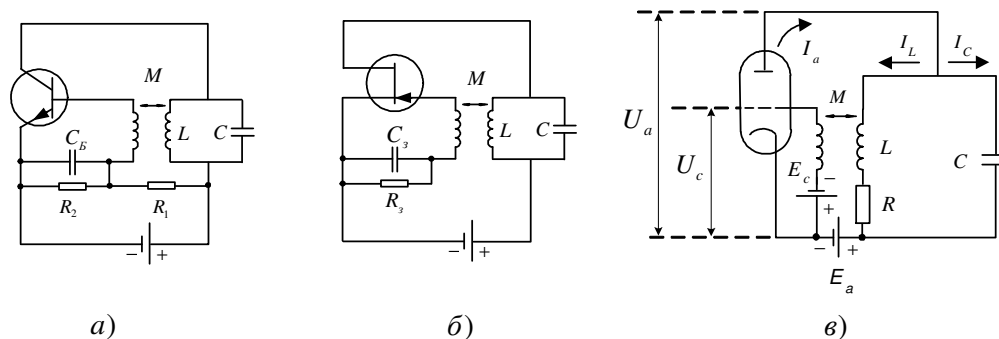 M
L
C
C_Б
R_2
R_1
− +
а)
M
L
C
C_з
R_з
− +
б)
I_a
I_L
I_C
M
U_a
U_c
E_c
−
+
L
R
C
− +
E_a
в)